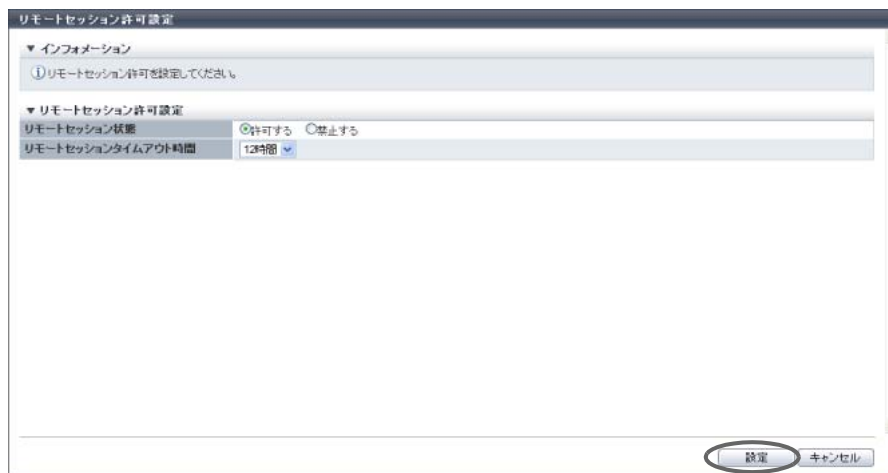 リモートセッション許可設定
▼ インフォメーション
リモートセッション許可を設定してください。
▼ リモートセッション許可設定
リモートセッション状態 許可する 禁止する
リモートセッションタイムアウト時間 12時間
設定 キャンセル